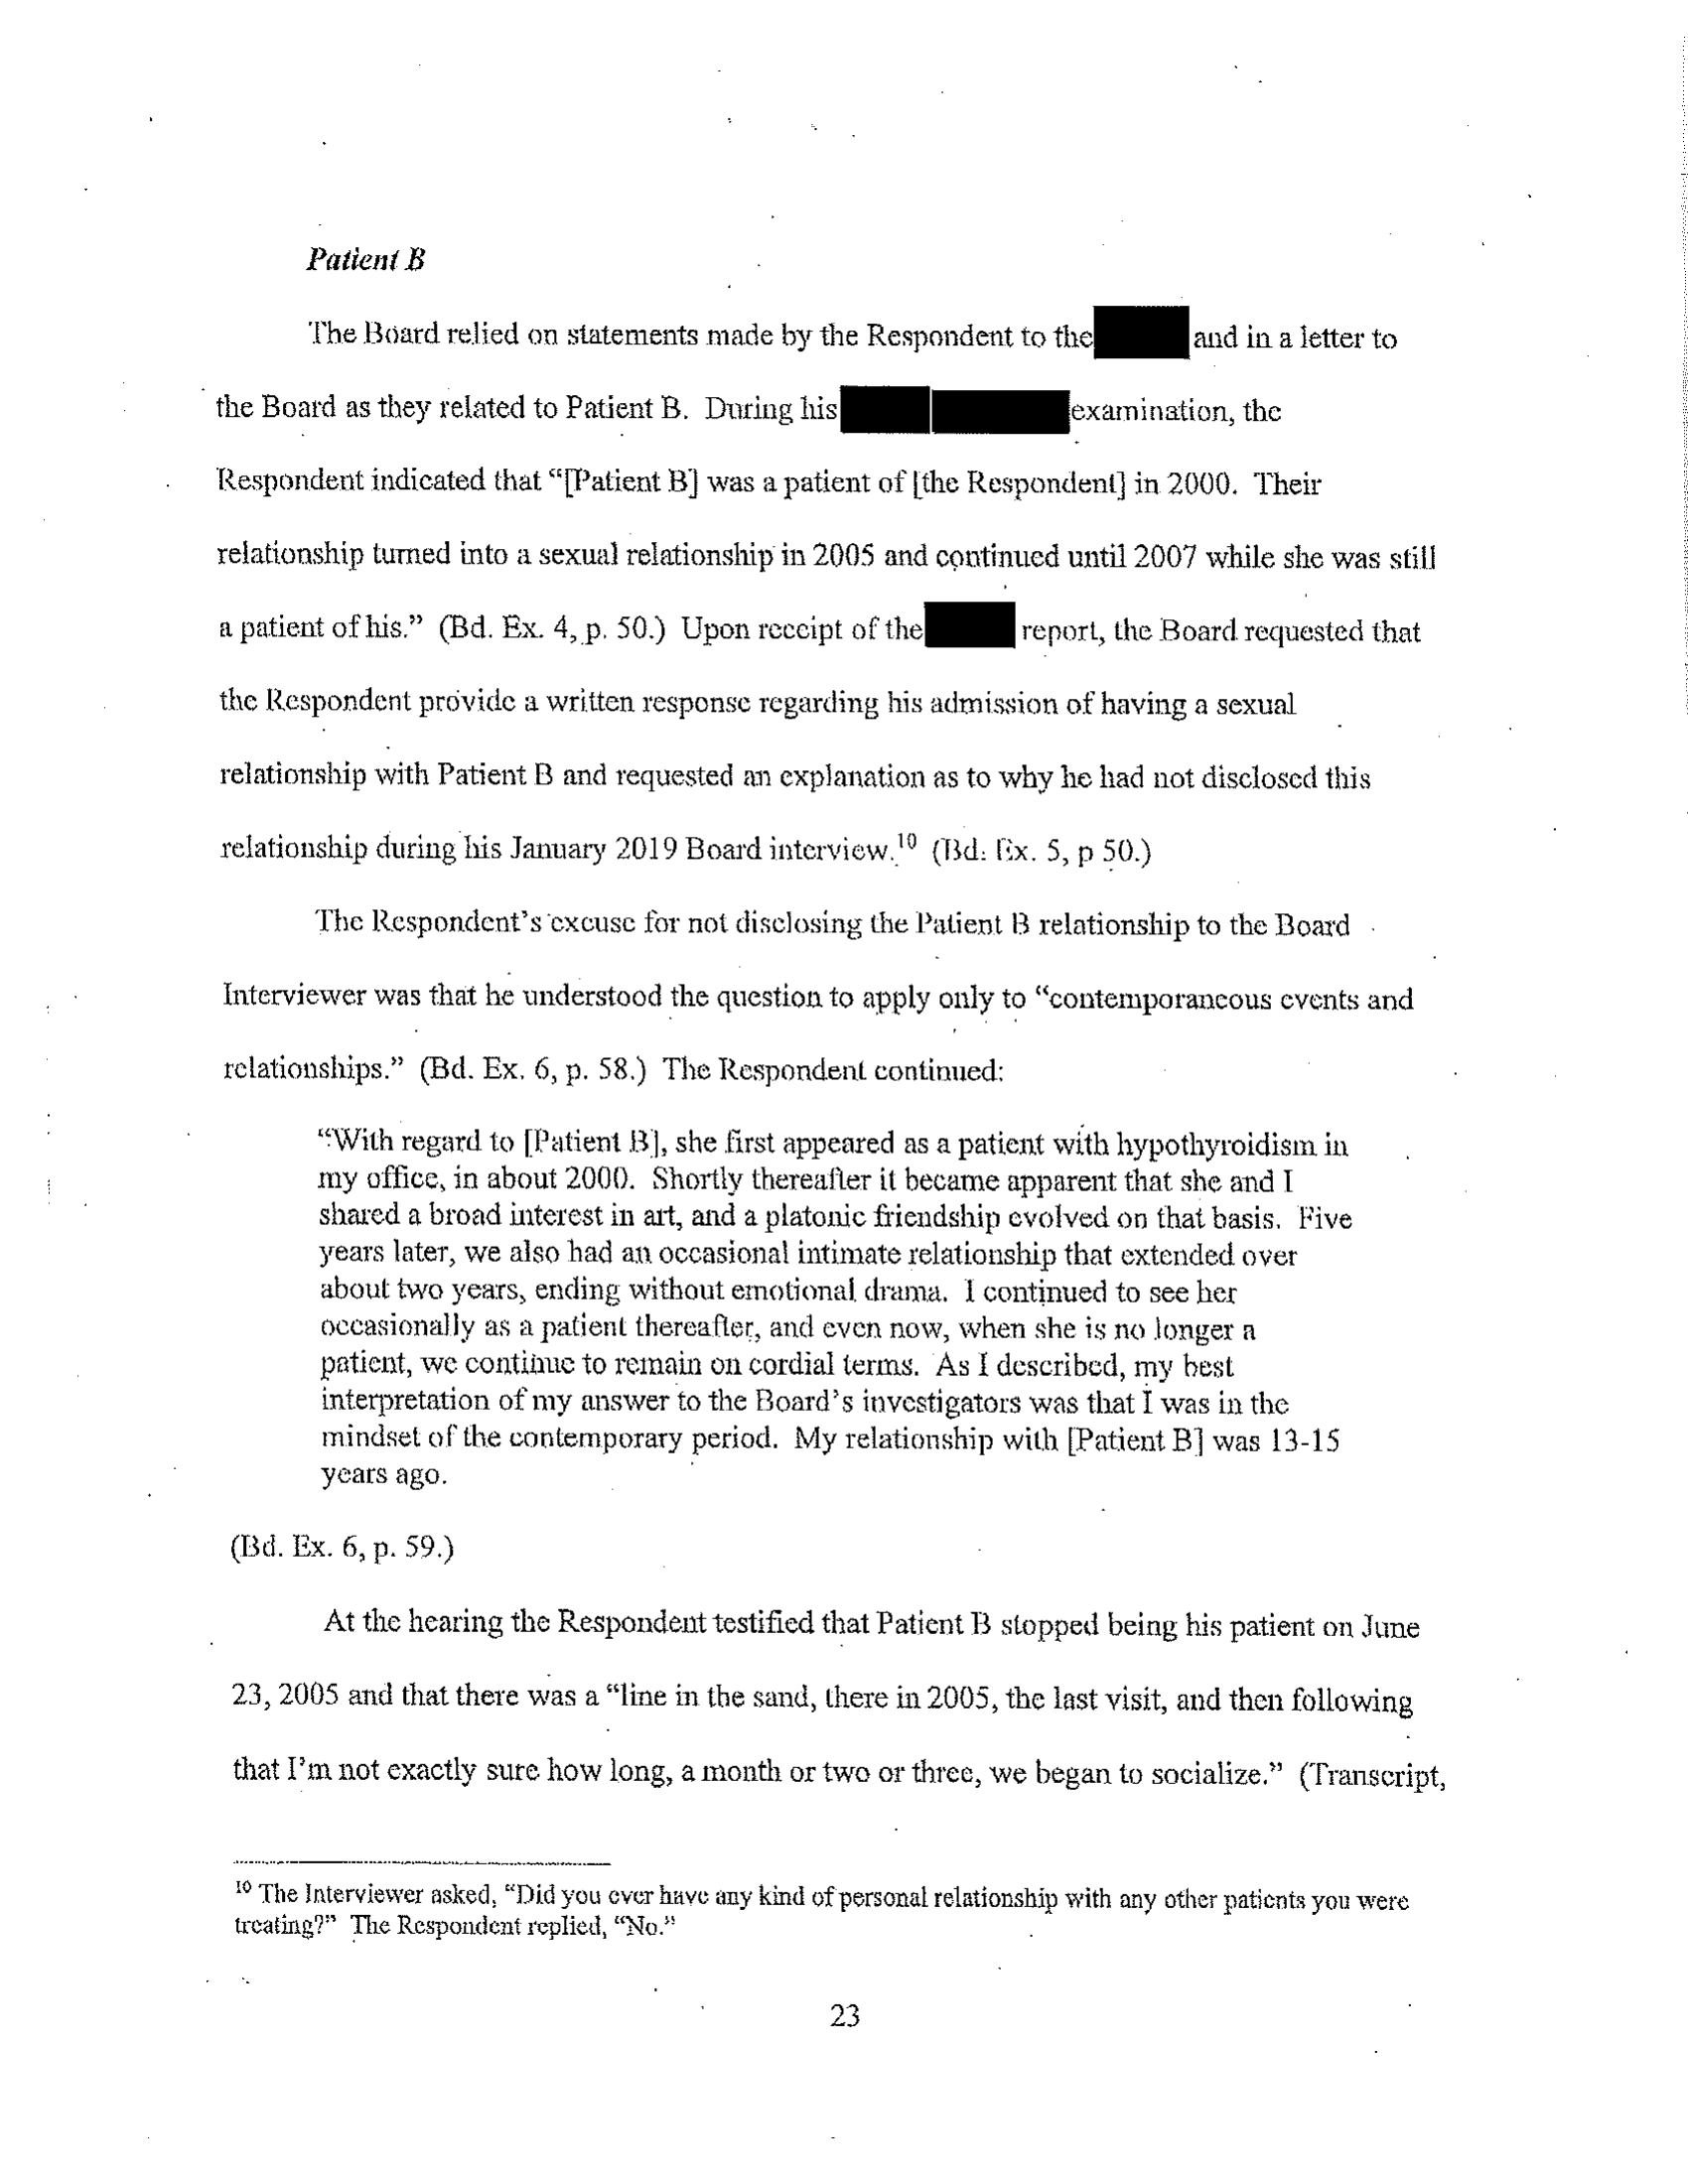 Patient B
The Board relied on statements made by the Respondent to the and in a letter to
the Board as they related to Patient B. During his examination, the
Respondent indicated that “[Patient B] was a patient of [the Respondent] in 2000. Their
relationship turned into a sexual relationship in 2005 and continued until 2007 while she was still
a patient of his.” (Bd. Ex. 4, p. 50.) Upon receipt of the report, the Board requested that
the Respondent provide a written response regarding his admission of having a sexual
relationship with Patient B and requested an explanation as to why he had not disclosed this
relationship during his January 2019 Board interview.10 (Bd. Ex. 5, p 50.)
The Respondent’s excuse for not disclosing the Patient B relationship to the Board
Interviewer was that he understood the question to apply only to “contemporaneous events and
relationships.” (Bd. Ex. 6, p. 58.) The Respondent continued:
“With regard to [Patient B], she first appeared as a patient with hypothyroidism in
my office, in about 2000. Shortly thereafter it became apparent that she and I
shared a broad interest in art, and a platonic friendship evolved on that basis. Five
years later, we also had an occasional intimate relationship that extended over
about two years, ending without emotional drama. I continued to see her
occasionally as a patient thereafter, and even now, when she is no longer a
patient, we continue to remain on cordial terms. As I described, my best
interpretation of my answer to the Board’s investigators was that I was in the
mindset of the contemporary period. My relationship with [Patient B] was 13-15
years ago.
(Bd. Ex. 6, p. 59.)
At the hearing the Respondent testified that Patient B stopped being his patient on June
23, 2005 and that there was a “line in the sand, there in 2005, the last visit, and then following
that I’m not exactly sure how long, a month or two or three, we began to socialize.” (Transcript,
10 The Interviewer asked, “Did you ever have any kind of personal relationship with any other patients you were
treating?” The Respondent replied, “No.”
23